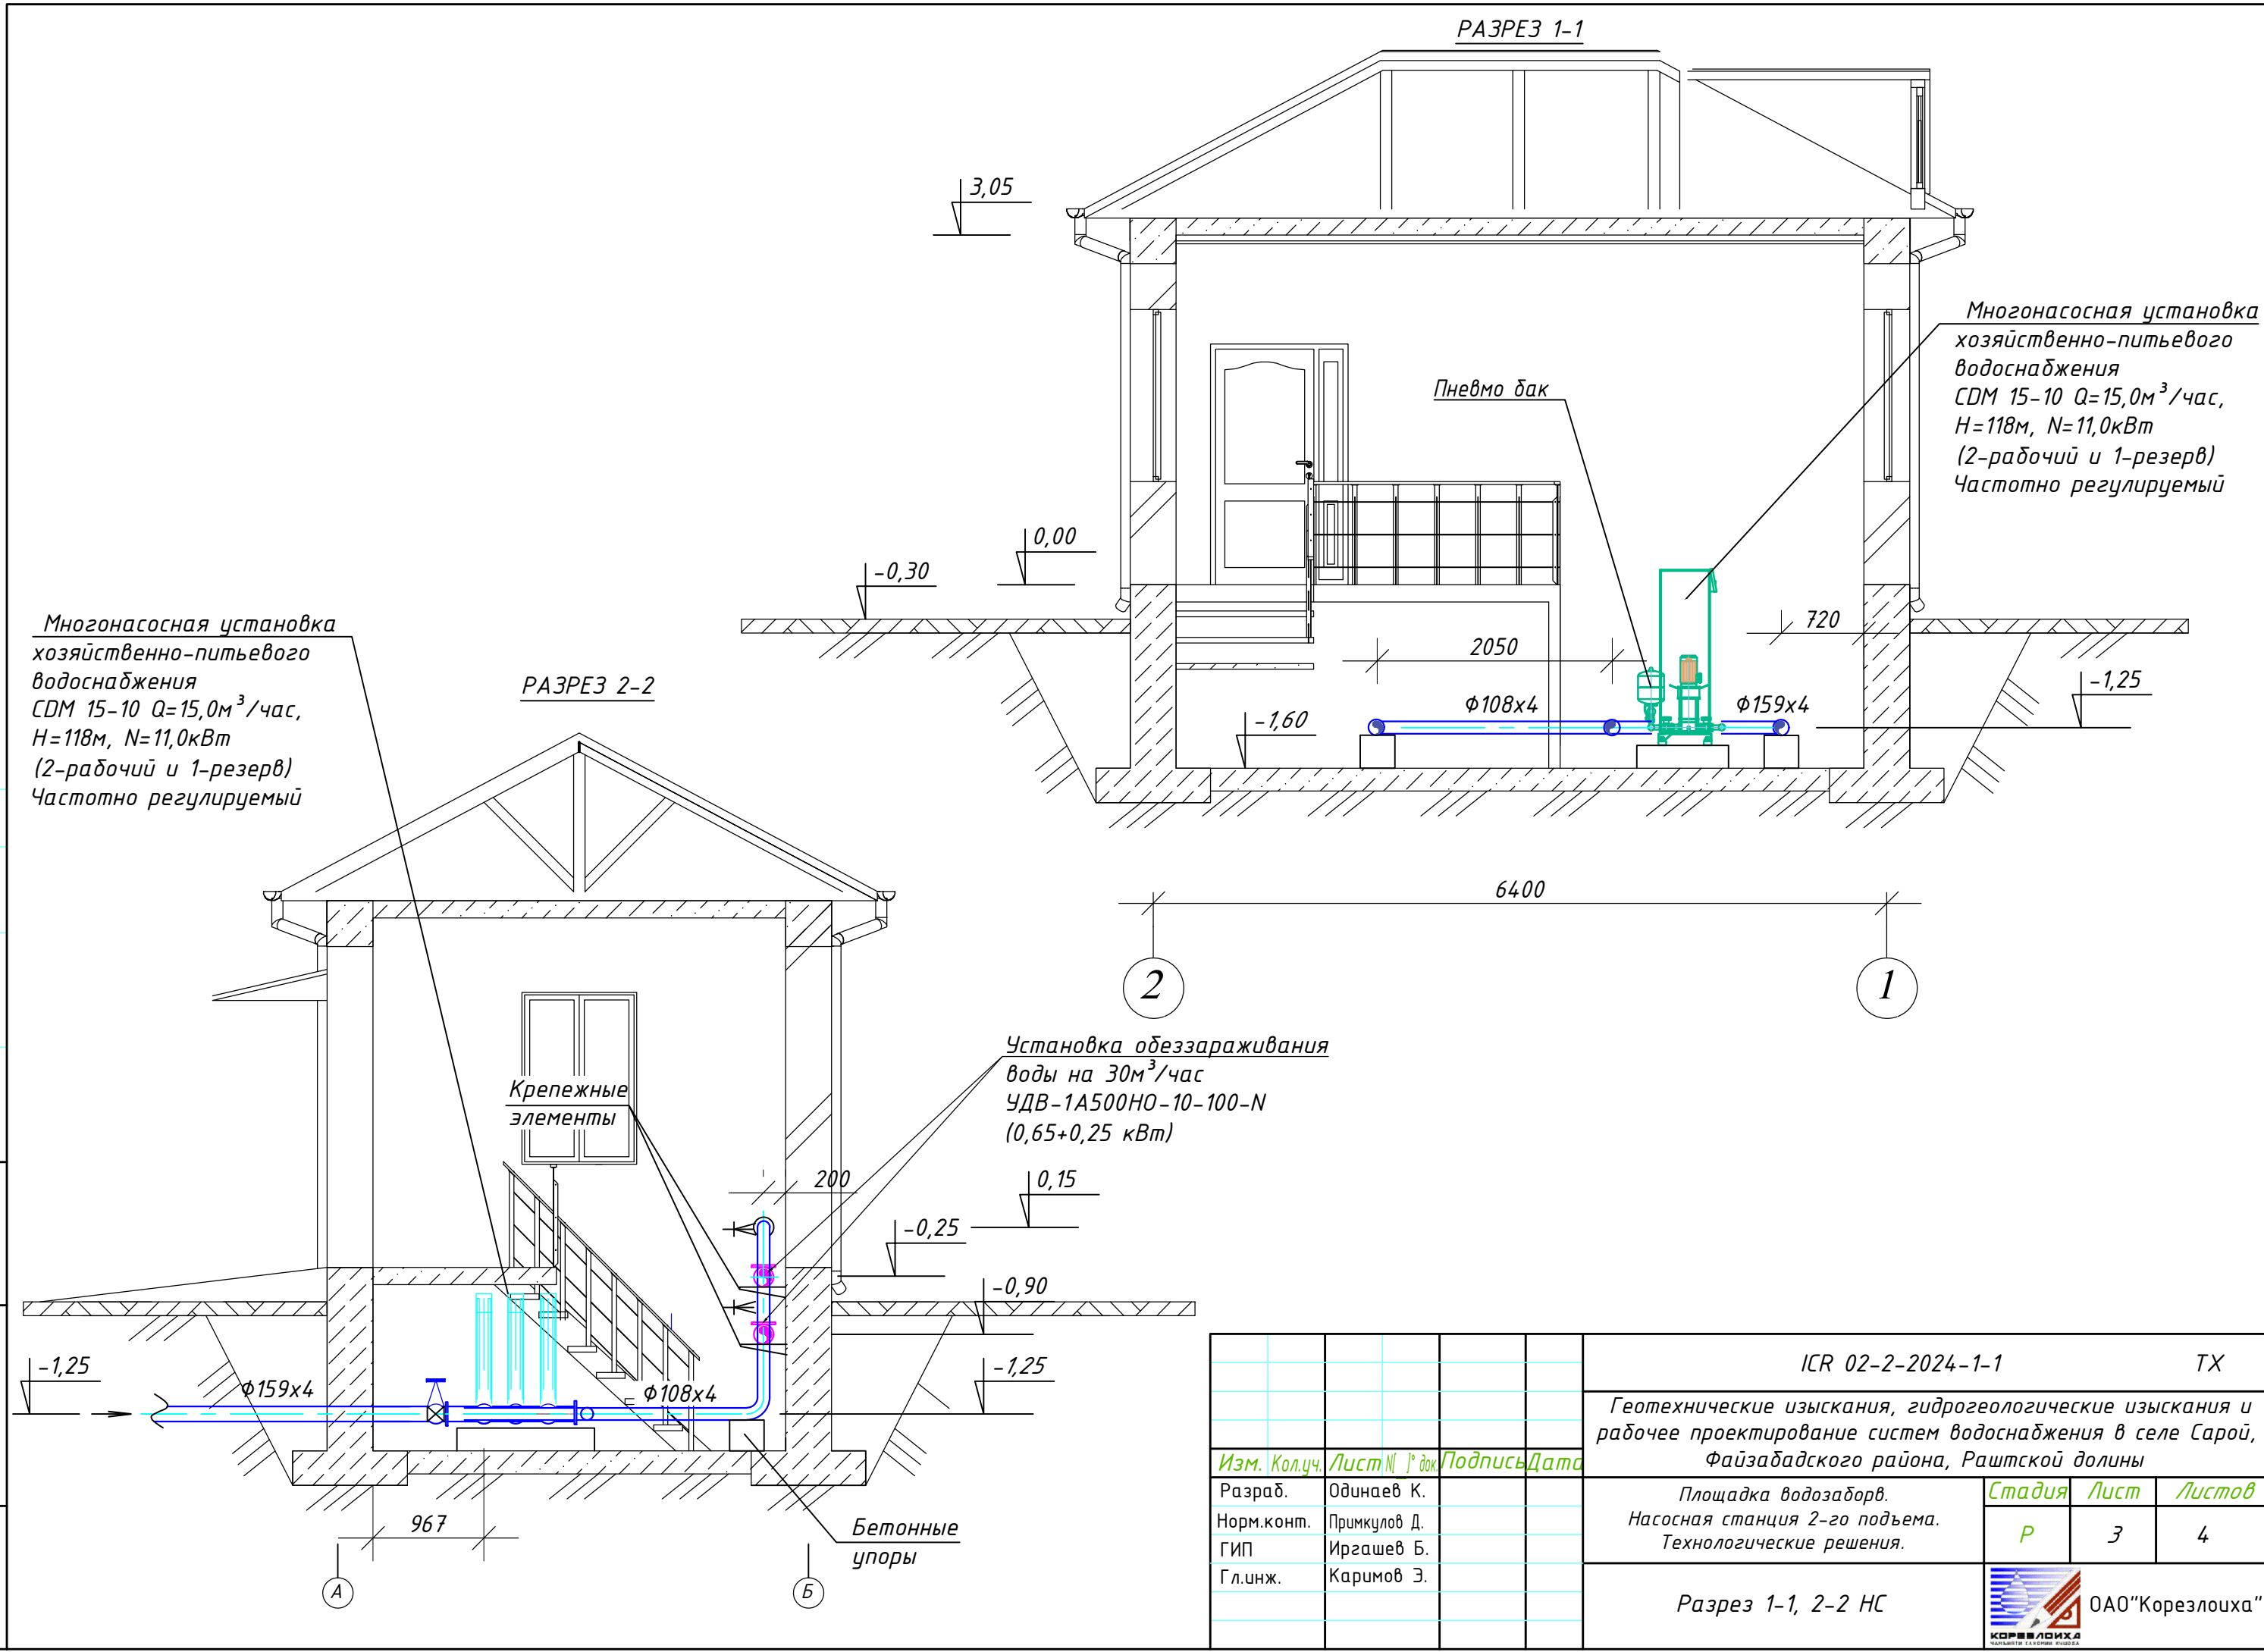 РАЗРЕЗ 1-1
3,05
Многонасосная установка
хозяйственно-питьевого
водоснабжения
CDM 15-10 Q=15,0м³/час,
H=118м, N=11,0кВт
(2-рабочий и 1-резерв)
Частотно регулируемый
Пневмо бак
0,00
-0,30
720
2050
-1,25
Ф108х4
Ф159х4
-1,60
6400
2
1
Многонасосная установка
хозяйственно-питьевого
водоснабжения
CDM 15-10 Q=15,0м³/час,
H=118м, N=11,0кВт
(2-рабочий и 1-резерв)
Частотно регулируемый
РАЗРЕЗ 2-2
Установка обеззараживания
воды на 30м³/час
УДВ-1А500НО-10-100-N
(0,65+0,25 кВт)
Крепежные
элементы
200
0,15
-0,25
-0,90
-1,25
-1,25
Ф159х4
Ф108х4
967
Бетонные
упоры
А
Б
ICR 02-2-2024-1-1 ТХ
Геотехнические изыскания, гидрогеологические изыскания и
рабочее проектирование систем водоснабжения в селе Сарой,
Файзабадского района, Раштской долины
Изм. Кол.уч. Лист док Подпись Дата
Разраб. Одинаев К.
Норм.конт. Примкулов Д.
ГИП Иргашев Б.
Гл.инж. Каримов Э.
Площадка водозаборв.
Насосная станция 2-го подъема.
Технологические решения.
Стадия Лист Листов
Р 3 4
Разрез 1-1, 2-2 НС
ОАО"Корезлоиха"